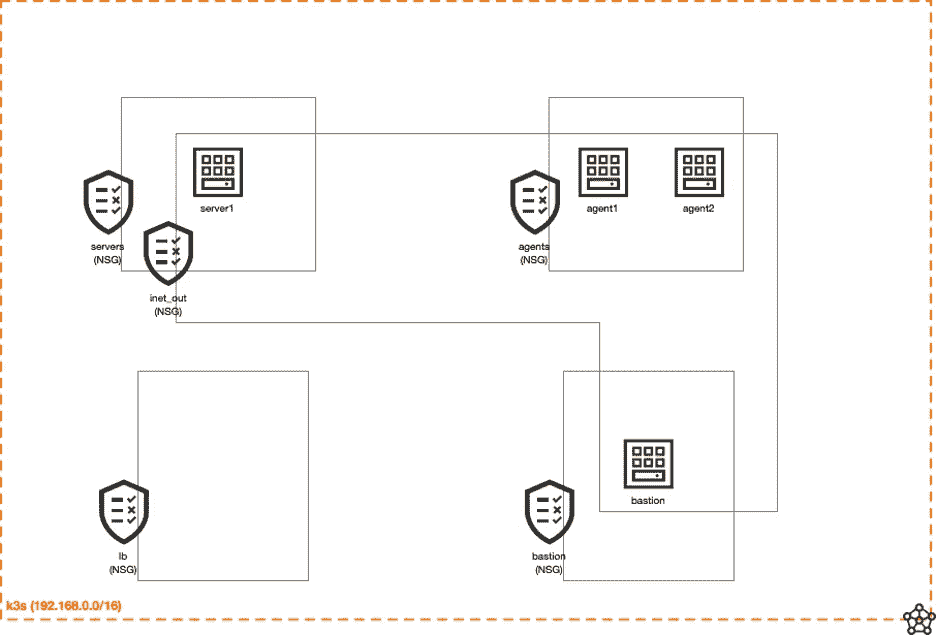 server1
agent1
agent2
servers
(NSG)
agents
(NSG)
inet_out
(NSG)
bastion
lb
(NSG)
bastion
(NSG)
k3s (192.168.0.0/16)